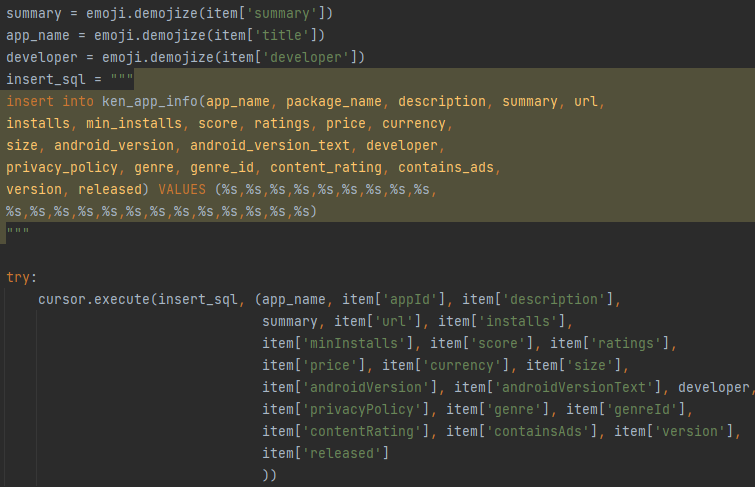 summary = emoji.demojize(item['summary'])
app_name = emoji.demojize(item['title'])
developer = emoji.demojize(item['developer'])
insert_sql = """
insert into ken_app_info(app_name, package_name, description, summary, url,
installs, min_installs, score, ratings, price, currency,
size, android_version, android_version_text, developer,
privacy_policy, genre, genre_id, content_rating, contains_ads,
version, released) VALUES (%s,%s,%s,%s,%s,%s,%s,%s,%s,
%s,%s,%s,%s,%s,%s,%s,%s,%s,%s,%s,%s,%s)
"""
try:
cursor.execute(insert_sql, (app_name, item['appId'], item['description'],
summary, item['url'], item['installs'],
item['minInstalls'], item['score'], item['ratings'],
item['price'], item['currency'], item['size'],
item['androidVersion'], item['androidVersionText'], developer,
item['privacyPolicy'], item['genre'], item['genreId'],
item['contentRating'], item['containsAds'], item['version'],
item['released']
))